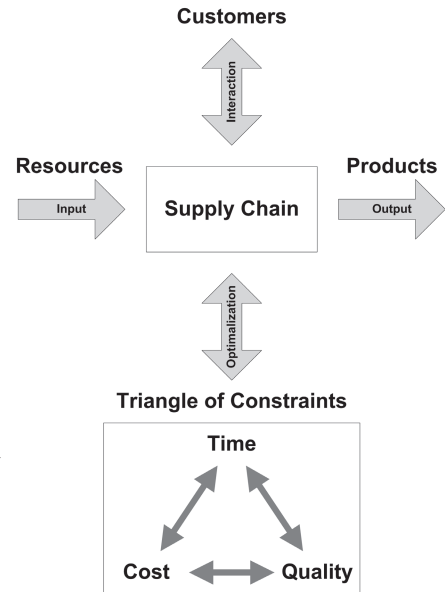 Customers
Interaction
Resources
Products
Input
Supply Chain
Output
Optimalization
Triangle of Constraints
Time
Cost
Quality